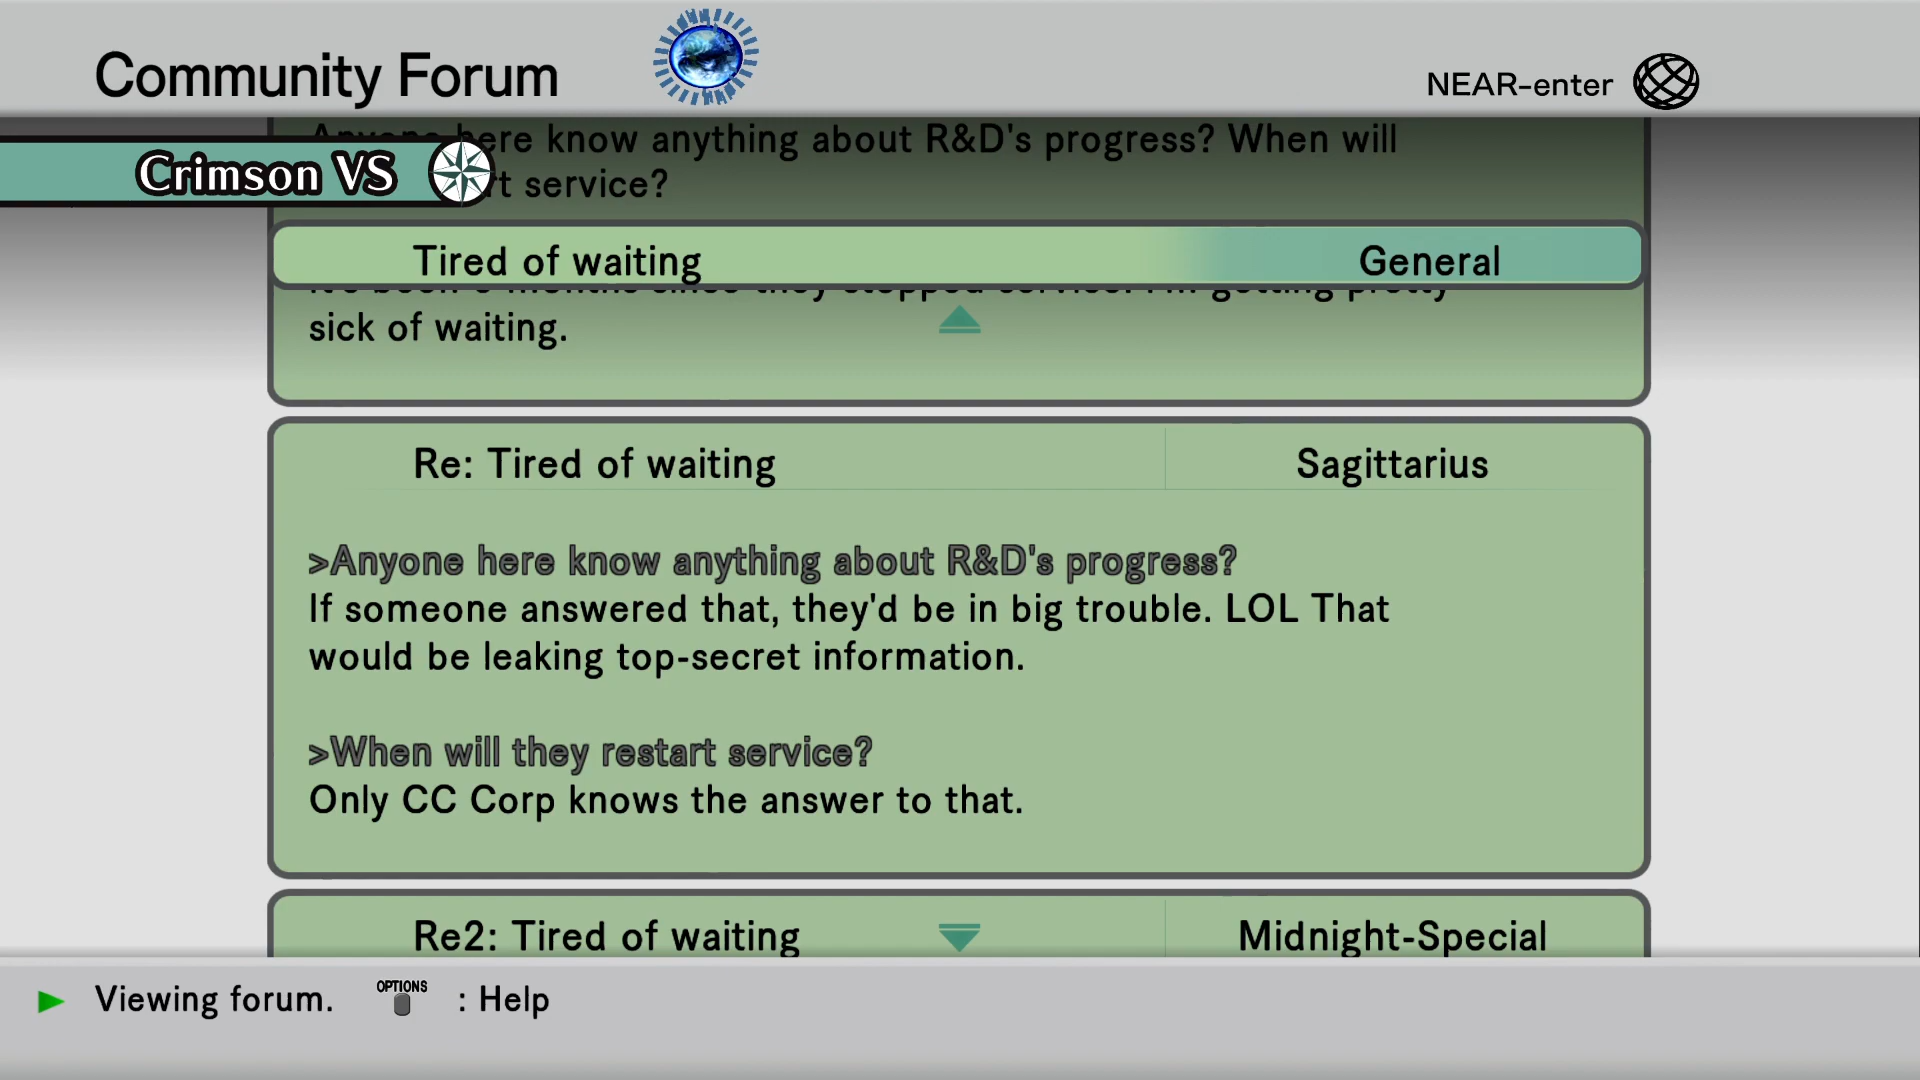 Community Forum
NEAR-enter
here know anything about R&D's progress? When will
Crimson VS
service?
Tired of waiting
General
sick of waiting.
Re: Tired of waiting
Sagittarius
>Anyone here know anything about R&D's progress?
If someone answered that, they'd be in big trouble. LOL That
would be leaking top-secret information.
>When will they restart service?
Only CC Corp knows the answer to that.
Re2: Tired of waiting
Midnight-Special
Viewing forum.
OPTIONS
: Help